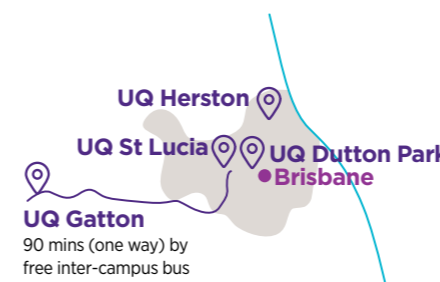 UQ Herston
UQ St Lucia
UQ Dutton Park
Brisbane
UQ Gatton
90 mins (one way) by
free inter-campus bus